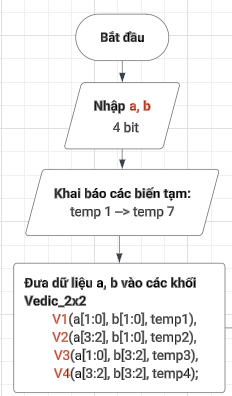 Bắt đầu
Nhập a, b
4 bit
Khai báo các biến tạm:
temp 1 –> temp 7
Đưa dữ liệu a, b vào các khối
Vedic_2x2
V1(a[1:0], b[1:0], temp1),
V2(a[3:2], b[1:0], temp2),
V3(a[1:0], b[3:2], temp3),
V4(a[3:2], b[3:2], temp4);